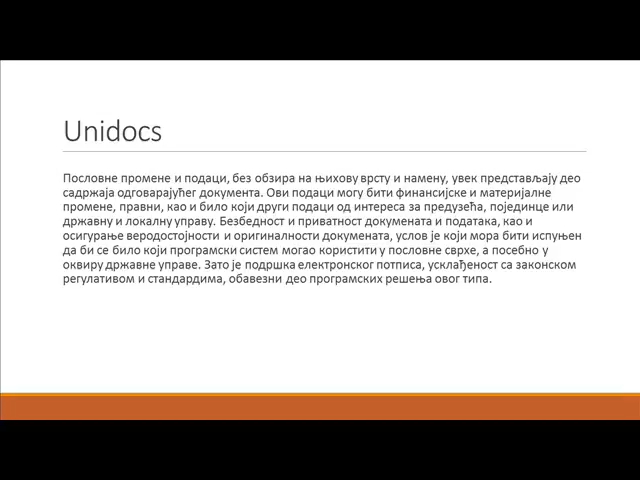 Unidocs
Пословне промене и подаци, без обзира на њихову врсту и намену, увек представљају део
садржаја одговарајућег документа. Ови подаци могу бити финансијске и материјалне
промене, правни, као и било који други подаци од интереса за предузећа, појединце или
државну и локалну управу. Безбедност и приватност докумената и података, као и
осигурање веродостојности и оригиналности докумената, услов је који мора бити испуњен
да би се било који програмски систем могао користити у пословне сврхе, а посебно у
оквиру државне управе. Зато је подршка електронског потписа, усклађеност са законском
регулативом и стандардима, обавезни део програмских решења овог типа.